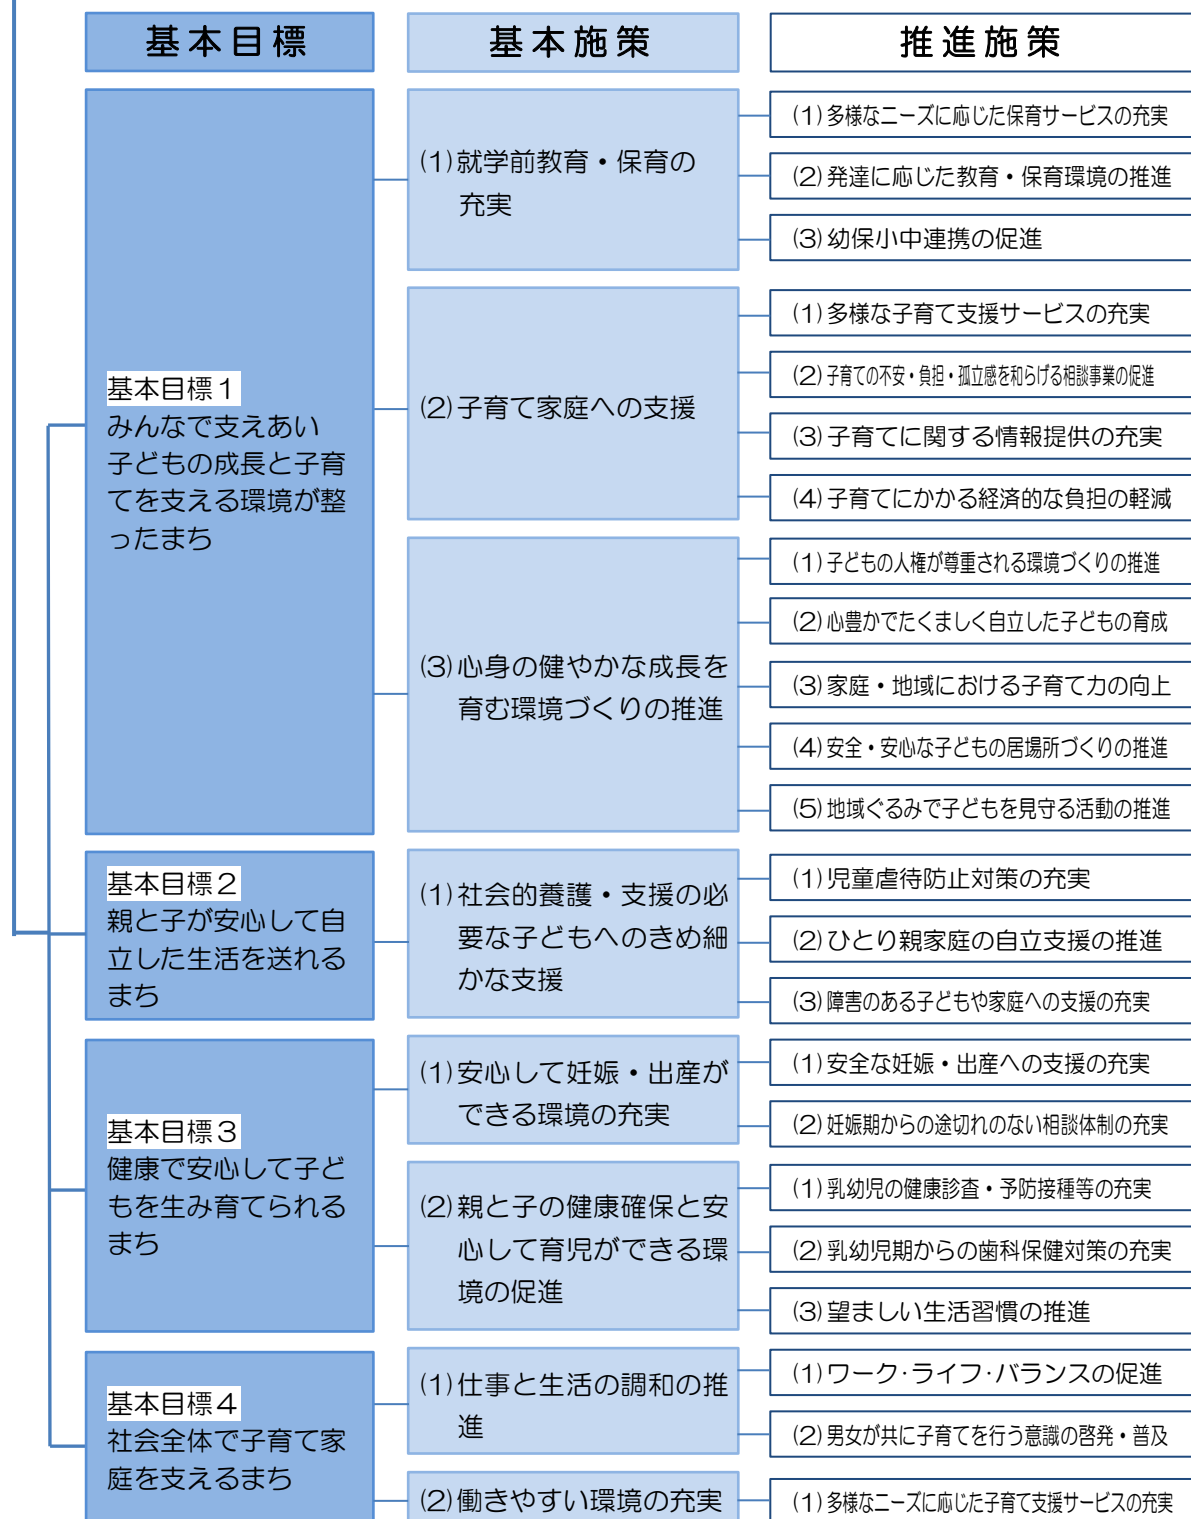 基本目標
基本施策
推進施策
基本目標1
みんなで支えあい
子どもの成長と子育
てを支える環境が整
ったまち
(1)就学前教育・保育の
充実
(1)多様なニーズに応じた保育サービスの充実
(2)発達に応じた教育・保育環境の推進
(3)幼保小中連携の促進
(2)子育て家庭への支援
(1)多様な子育て支援サービスの充実
(2)子育ての不安・負担・孤立感を和らげる相談事業の促進
(3)子育てに関する情報提供の充実
(4)子育てにかかる経済的な負担の軽減
(3)心身の健やかな成長を
育む環境づくりの推進
(1)子どもの人権が尊重される環境づくりの推進
(2)心豊かでたくましく自立した子どもの育成
(3)家庭・地域における子育て力の向上
(4)安全・安心な子どもの居場所づくりの推進
(5)地域ぐるみで子どもを見守る活動の推進
基本目標2
親と子が安心して自
立した生活を送れる
まち
(1)社会的養護・支援の必
要な子どもへのきめ細
かな支援
(1)児童虐待防止対策の充実
(2)ひとり親家庭の自立支援の推進
(3)障害のある子どもや家庭への支援の充実
基本目標3
健康で安心して子ど
もを生み育てられる
まち
(1)安心して妊娠・出産が
できる環境の充実
(1)安全な妊娠・出産への支援の充実
(2)妊娠期からの途切れのない相談体制の充実
(2)親と子の健康確保と安
心して育児ができる環
境の促進
(1)乳幼児の健康診査・予防接種等の充実
(2)乳幼児期からの歯科保健対策の充実
(3)望ましい生活習慣の推進
基本目標4
社会全体で子育て家
庭を支えるまち
(1)仕事と生活の調和の推
進
(1)ワーク・ライフ・バランスの促進
(2)男女が共に子育てを行う意識の啓発・普及
(2)働きやすい環境の充実
(1)多様なニーズに応じた子育て支援サービスの充実